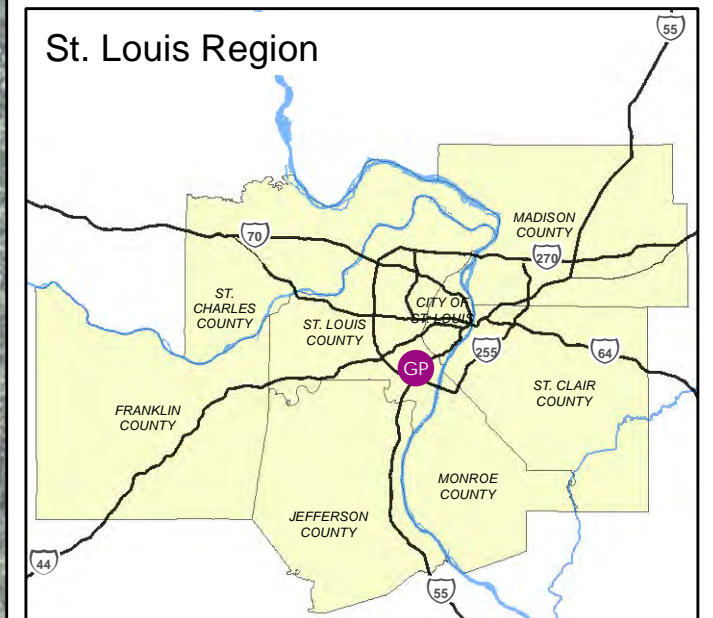 St. Louis Region
55
MADISON
COUNTY
70
270
ST.
CHARLES
COUNTY
CITY OF
ST. LOUIS
ST. LOUIS
COUNTY
255
64
GP
ST. CLAIR
COUNTY
FRANKLIN
COUNTY
MONROE
COUNTY
JEFFERSON
COUNTY
44
55